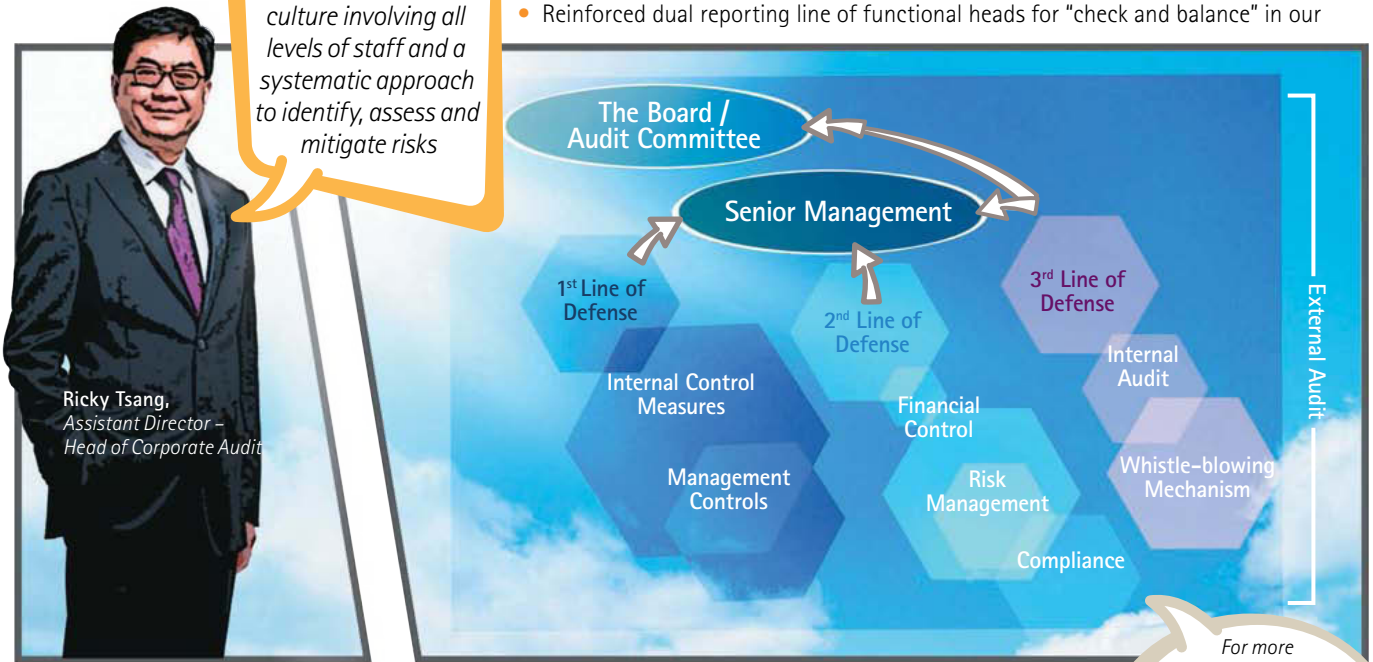 culture involving all
levels of staff and a
systematic approach
to identify, assess and
mitigate risks
• Reinforced dual reporting line of functional heads for “check and balance” in our
Ricky Tsang,
Assistant Director –
Head of Corporate Audit
The Board /
Audit Committee
Senior Management
1st Line of
Defense
Internal Control
Measures
Management
Controls
2nd Line of
Defense
Financial
Control
Risk
Management
Compliance
3rd Line of
Defense
Internal
Audit
Whistle-blowing
Mechanism
External Audit
For more